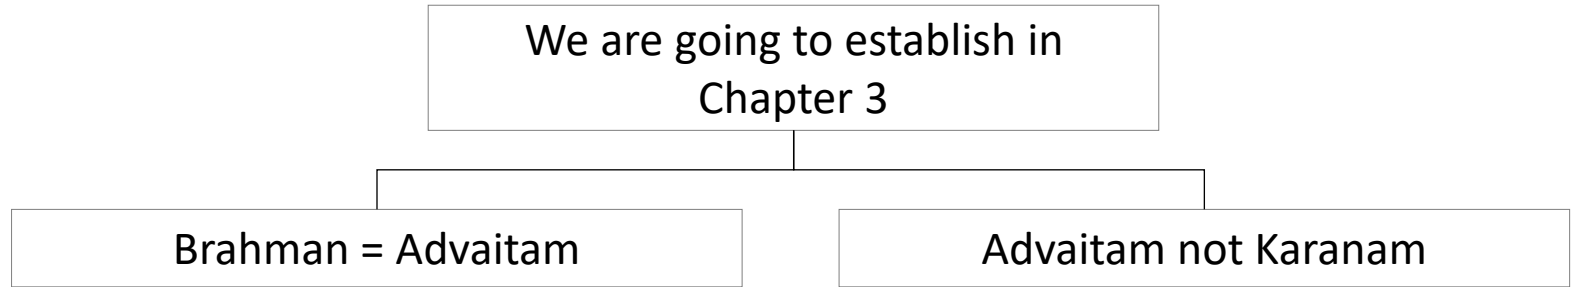 We are going to establish in
Chapter 3
Brahman = Advaitam
Advaitam not Karanam